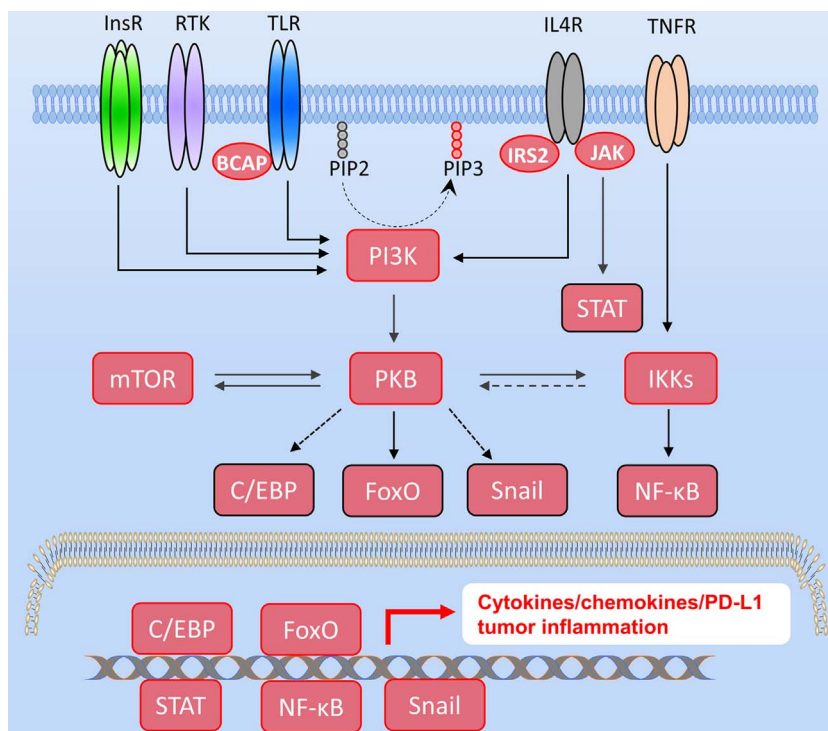 InsR
RTK
TLR
IL4R
TNFR
BCAP
PIP2
PIP3
IRS2
JAK
PI3K
STAT
mTOR
PKB
IKKs
C/EBP
FoxO
Snail
NF-κB
Cytokines/chemokines/PD-L1
tumor inflammation
C/EBP
FoxO
STAT
NF-κB
Snail